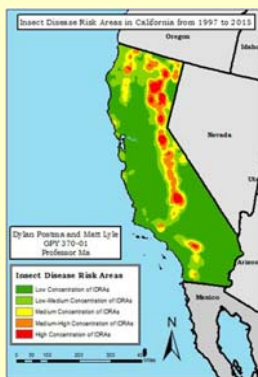 Insect Disease Risk Areas in California from 1997 to 2015
Oregon
Idaho
Nevada
Uta
Arizona
Mexico
Dylan Postma and Matt Lyle
GPY 370-01
Professor Ma
Insect Disease Risk Areas
Low Concentration of IDRAs
Low-Medium Concentration of IDRAs
Medium Concentration of IDRAs
Medium-High Concentration of IDRAs
High Concentration of IDRAs
N
Miles